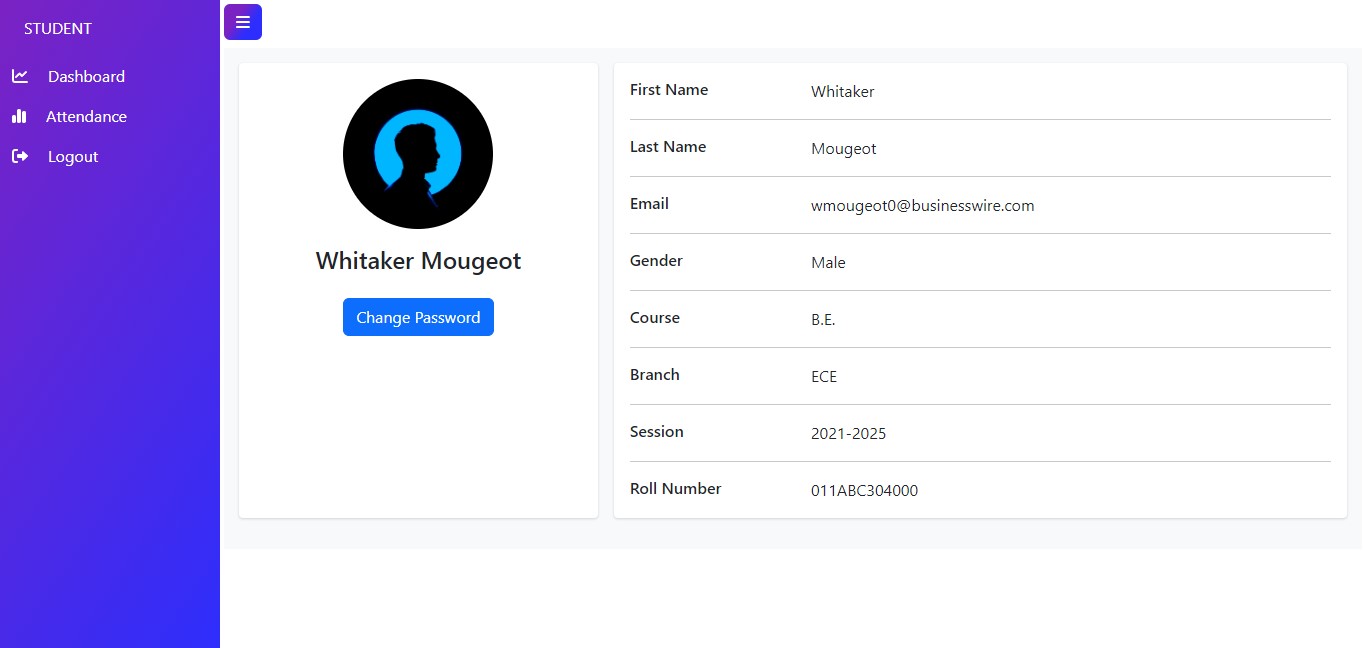 STUDENT
Dashboard
Attendance
Logout
Whitaker Mougeot
Change Password
First Name Whitaker
Last Name Mougeot
Email wmougeot0@businesswire.com
Gender Male
Course B.E.
Branch ECE
Session 2021-2025
Roll Number 011ABC304000